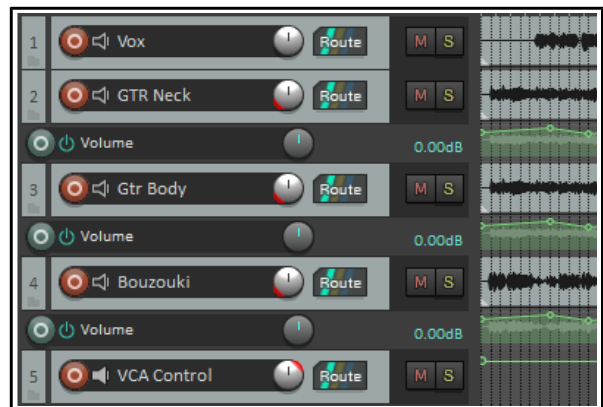 1 Vox Route M S
2 GTR Neck Route M S
Volume 0.00dB
3 Gtr Body Route M S
Volume 0.00dB
4 Bouzouki Route M S
Volume 0.00dB
5 VCA Control Route M S